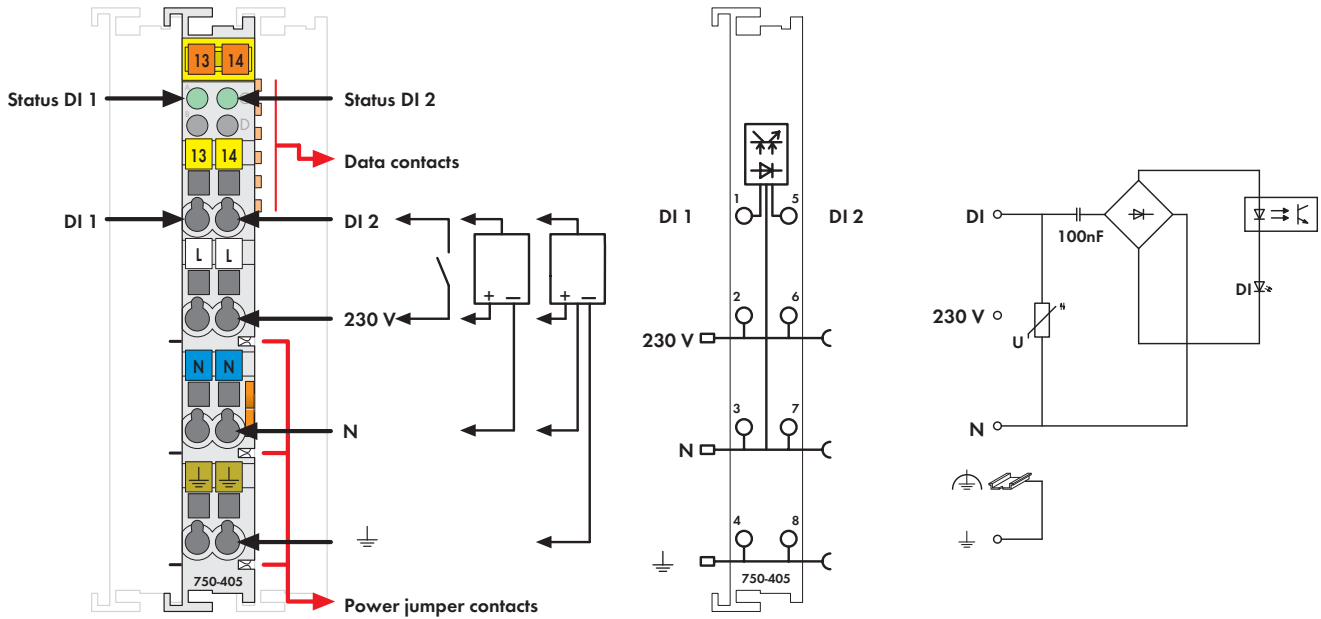 13 14
A C
B D
Status DI 1
Status DI 2
13 14
Data contacts
DI 1
DI 2
L L
+ −
+ −
230 V
N N
N
750-405
Power jumper contacts
1 5
DI 1
DI 2
2 6
230 V
3 7
N
4 8
750-405
DI
100nF
DI
230 V
U
N